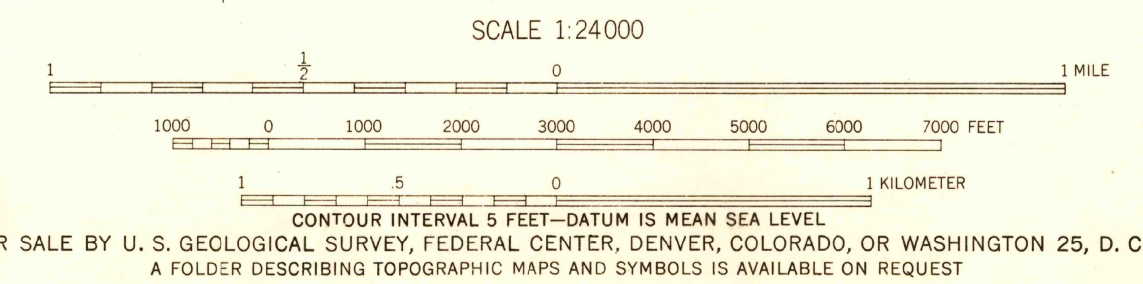 SCALE 1:24000
1 1/2 0 1 MILE
1000 0 1000 2000 3000 4000 5000 6000 7000 FEET
1 .5 0 1 KILOMETER
CONTOUR INTERVAL 5 FEET—DATUM IS MEAN SEA LEVEL
R SALE BY U. S. GEOLOGICAL SURVEY, FEDERAL CENTER, DENVER, COLORADO, OR WASHINGTON 25, D. C
A FOLDER DESCRIBING TOPOGRAPHIC MAPS AND SYMBOLS IS AVAILABLE ON REQUEST